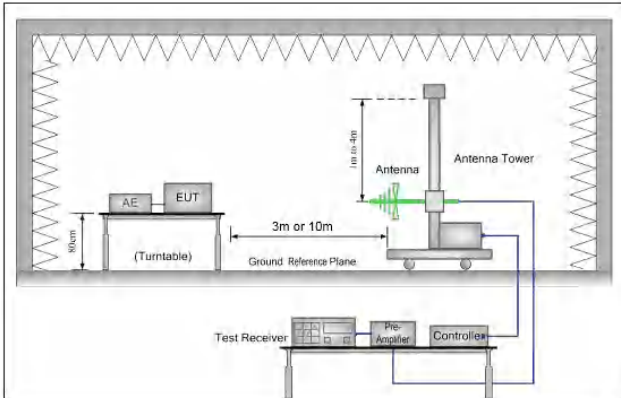 1m to 4m
Antenna
Antenna Tower
AE
EUT
80cm
3m or 10m
(Turntable)
Ground Reference Plane
Test Receiver
Pre-
Amplifier
Controller